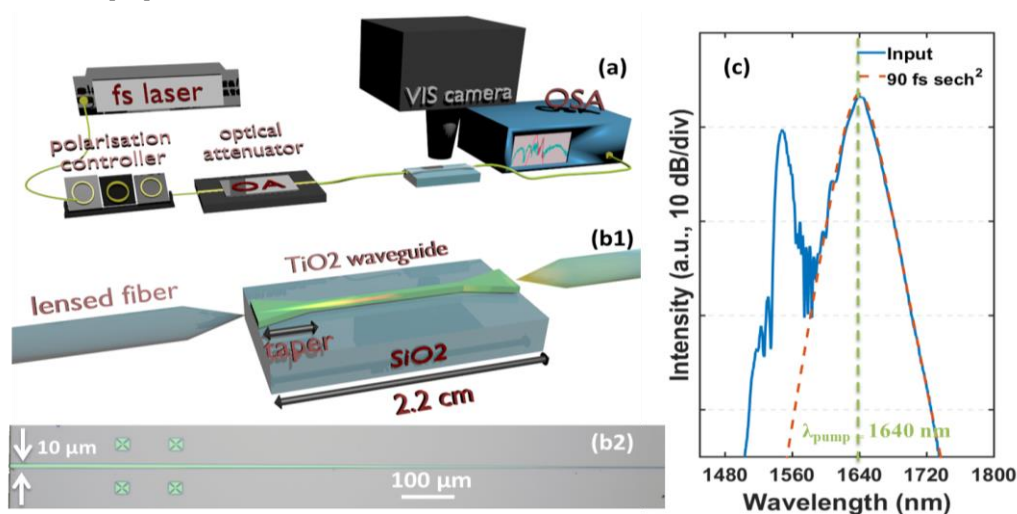 (a)
fs laser
VIS camera
OSA
polarisation
controller
optical
attenuator
OA
(b1)
TiO2 waveguide
lensed fiber
taper
SiO2
2.2 cm
(b2)
10 μm
100 μm
(c)
Input
90 fs sech²
Intensity (a.u., 10 dB/div)
λpump 1640 nm
1480 1560 1640 1720 1800
Wavelength (nm)